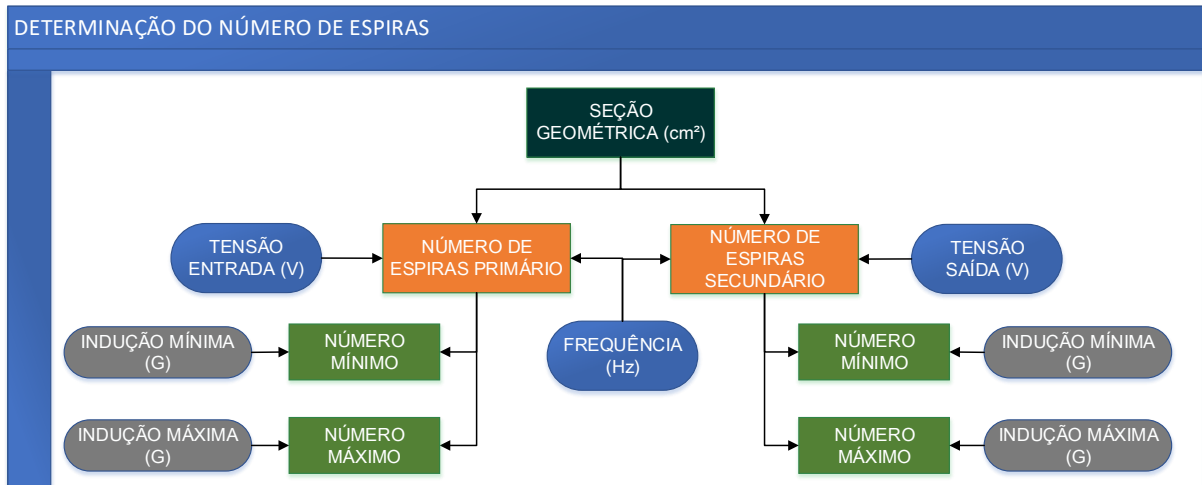 DETERMINAÇÃO DO NÚMERO DE ESPIRAS
SEÇÃO
GEOMÉTRICA (cm²)
TENSÃO
ENTRADA (V)
NÚMERO DE
ESPIRAS PRIMÁRIO
NÚMERO DE
ESPIRAS
SECUNDÁRIO
TENSÃO
SAÍDA (V)
INDUÇÃO MÍNIMA
(G)
NÚMERO
MÍNIMO
FREQUÊNCIA
(Hz)
NÚMERO
MÍNIMO
INDUÇÃO MÍNIMA
(G)
INDUÇÃO MÁXIMA
(G)
NÚMERO
MÁXIMO
NÚMERO
MÁXIMO
INDUÇÃO MÁXIMA
(G)